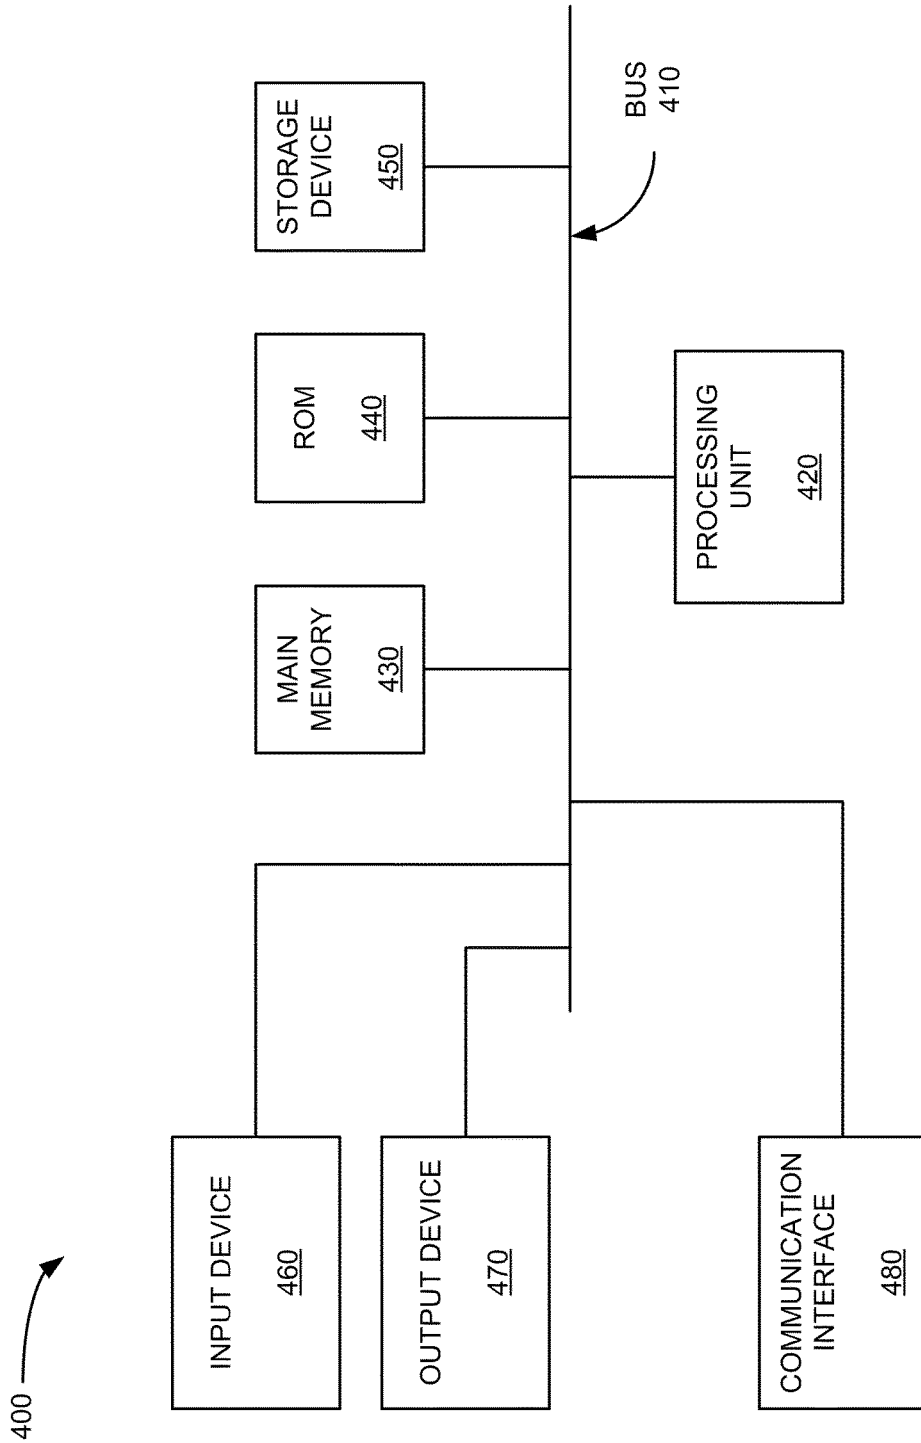 400
INPUT DEVICE
460
OUTPUT DEVICE
470
COMMUNICATION
INTERFACE
480
MAIN
MEMORY
430
ROM
440
STORAGE
DEVICE
450
PROCESSING
UNIT
420
BUS
410